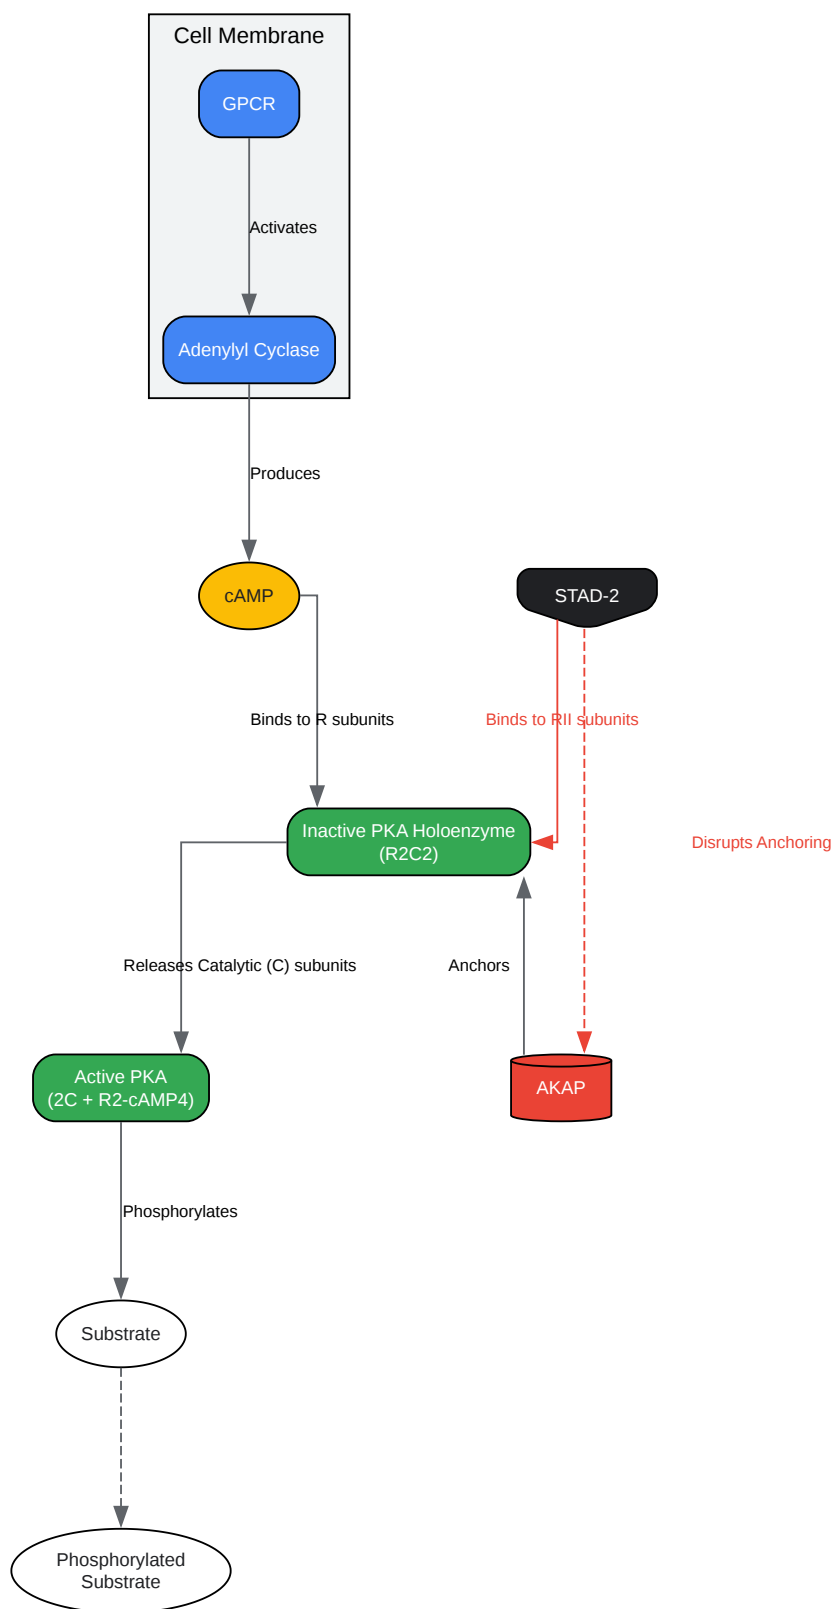 Cell Membrane
GPCR
Activates
Adenylyl Cyclase
Produces
cAMP
STAD-2
Binds to R subunits
Binds to RII subunits
Inactive PKA Holoenzyme
(R2C2)
Disrupts Anchoring
Releases Catalytic (C) subunits
Anchors
Active PKA
(2C + R2-cAMP4)
AKAP
Phosphorylates
Substrate
Phosphorylated
Substrate